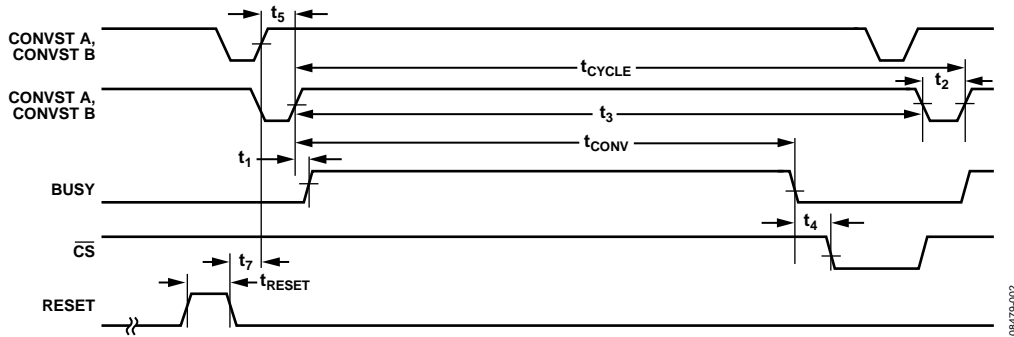 t5
CONVST A,
CONVST B
tCYCLE
t2
CONVST A,
CONVST B
t3
tCONV
t1
BUSY
t4
CS
t7
tRESET
RESET
08479-002